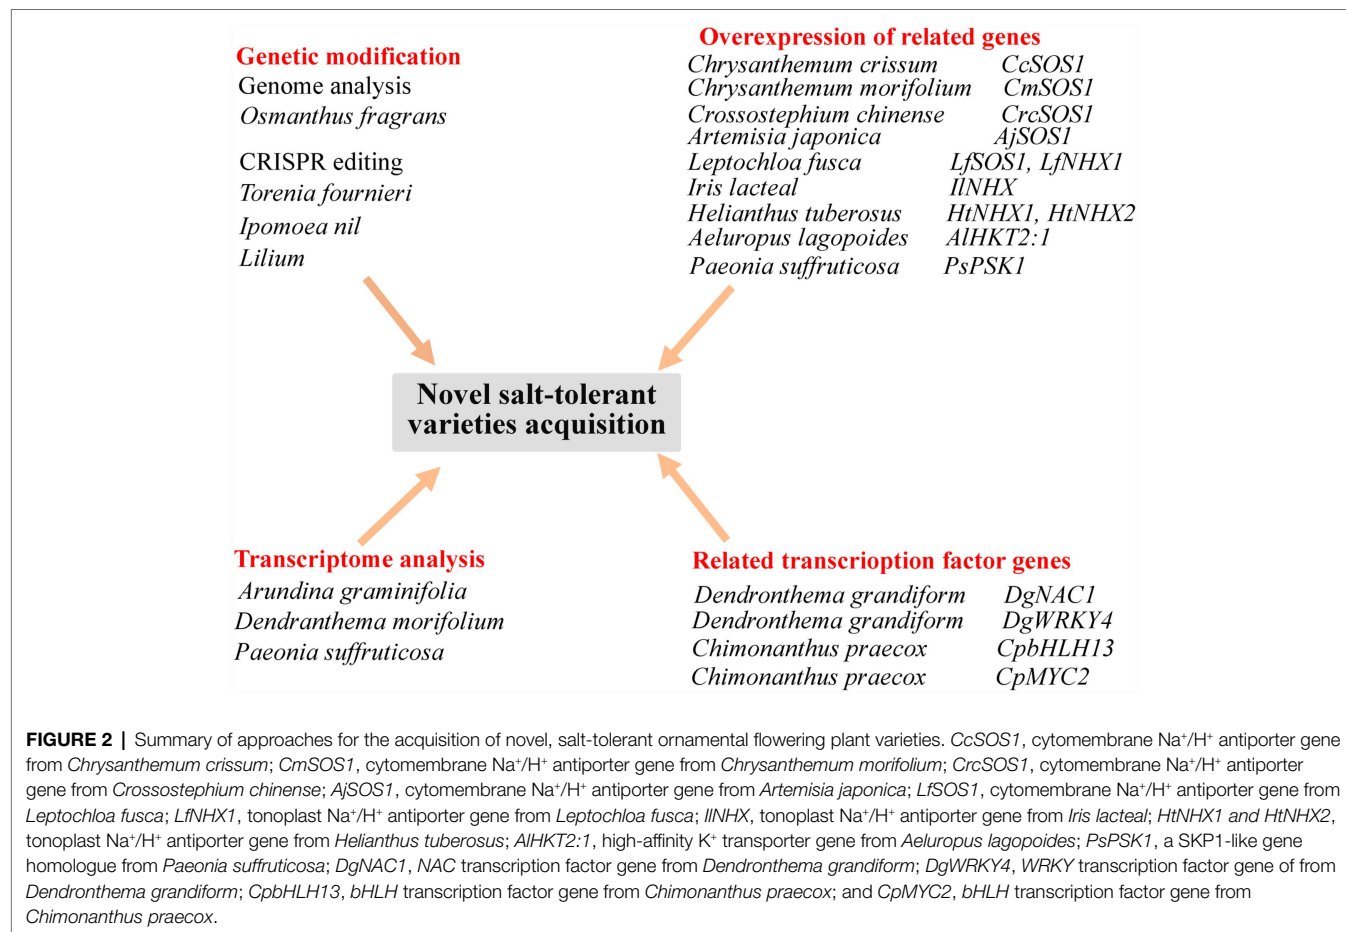 Genetic modification
Genome analysis
Osmanthus fragrans
CRISPR editing
Torenia fournieri
Ipomoea nil
Lilium
Overexpression of related genes
Chrysanthemum crissum CcSOS1
Chrysanthemum morifolium CmSOS1
Crossostephium chinense CrcSOS1
Artemisia japonica AjSOS1
Leptochloa fusca LfSOS1, LfNHX1
Iris lacteal IlNHX
Helianthus tuberosus HtNHX1, HtNHX2
Aeluropus lagopoides AlHKT2:1
Paeonia suffruticosa PsPSK1
Novel salt-tolerant
varieties acquisition
Transcriptome analysis
Arundina graminifolia
Dendranthema morifolium
Paeonia suffruticosa
Related transcrioption factor genes
Dendronthema grandiform DgNAC1
Dendronthema grandiform DgWRKY4
Chimonanthus praecox CpbHLH13
Chimonanthus praecox CpMYC2
FIGURE 2 | Summary of approaches for the acquisition of novel, salt-tolerant ornamental flowering plant varieties. CcSOS1, cytomembrane Na⁺/H⁺ antiporter gene
from Chrysanthemum crissum; CmSOS1, cytomembrane Na⁺/H⁺ antiporter gene from Chrysanthemum morifolium; CrcSOS1, cytomembrane Na⁺/H⁺ antiporter
gene from Crossostephium chinense; AjSOS1, cytomembrane Na⁺/H⁺ antiporter gene from Artemisia japonica; LfSOS1, cytomembrane Na⁺/H⁺ antiporter gene from
Leptochloa fusca; LfNHX1, tonoplast Na⁺/H⁺ antiporter gene from Leptochloa fusca; IlNHX, tonoplast Na⁺/H⁺ antiporter gene from Iris lacteal; HtNHX1 and HtNHX2,
tonoplast Na⁺/H⁺ antiporter gene from Helianthus tuberosus; AlHKT2:1, high-affinity K⁺ transporter gene from Aeluropus lagopoides; PsPSK1, a SKP1-like gene
homologue from Paeonia suffruticosa; DgNAC1, NAC transcription factor gene from Dendronthema grandiform; DgWRKY4, WRKY transcription factor gene of from
Dendronthema grandiform; CpbHLH13, bHLH transcription factor gene from Chimonanthus praecox; and CpMYC2, bHLH transcription factor gene from
Chimonanthus praecox.